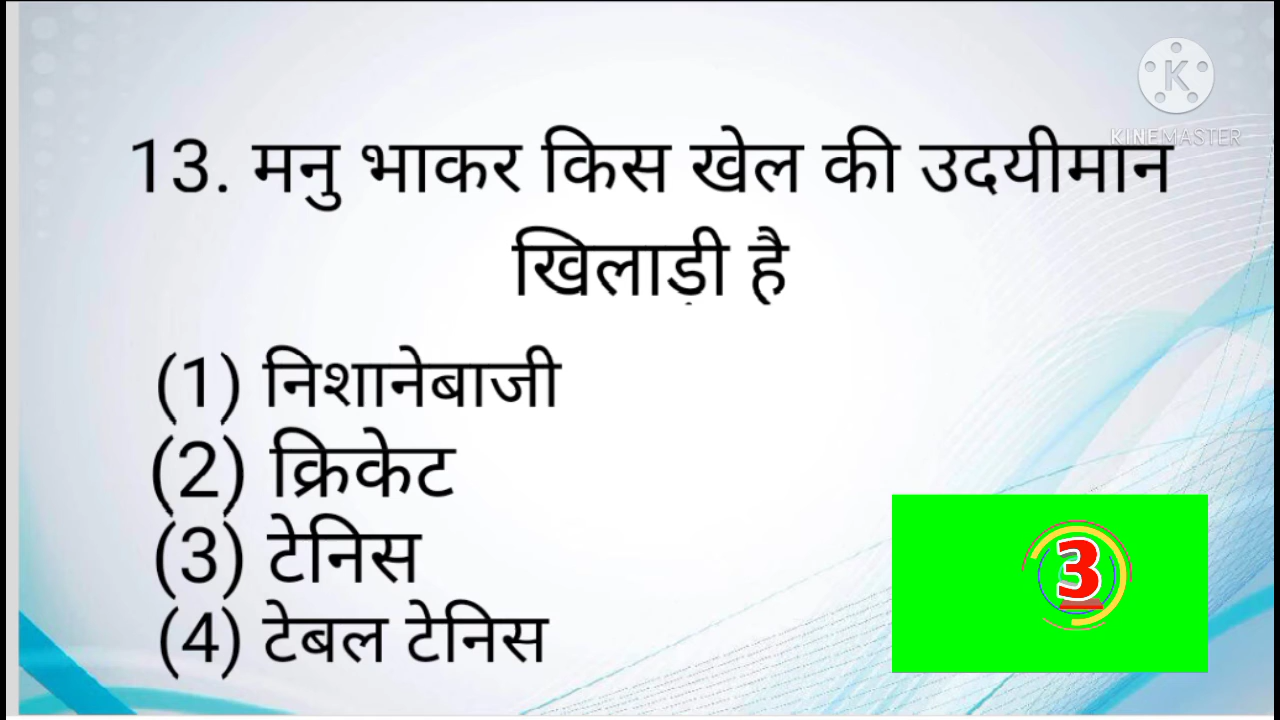 K
KINEMASTER
13. मनु भाकर किस खेल की उदयीमान
खिलाड़ी है
(1) निशानेबाजी
(2) क्रिकेट
(3) टेनिस
(4) टेबल टेनिस
3